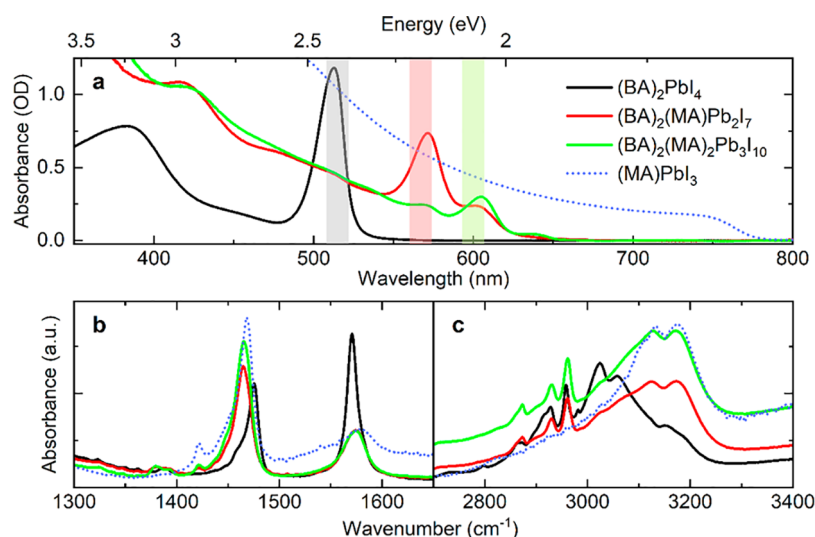 Energy (eV)
3.5 3 2.5 2
a
1.0
0.5
0.0
Absorbance (OD)
(BA)₂PbI₄
(BA)₂(MA)Pb₂I₇
(BA)₂(MA)₂Pb₃I₁₀
(MA)PbI₃
400 500 600 700 800
Wavelength (nm)
b c
Absorbance (a.u.)
1300 1400 1500 1600 2800 3000 3200 3400
Wavenumber (cm⁻¹)